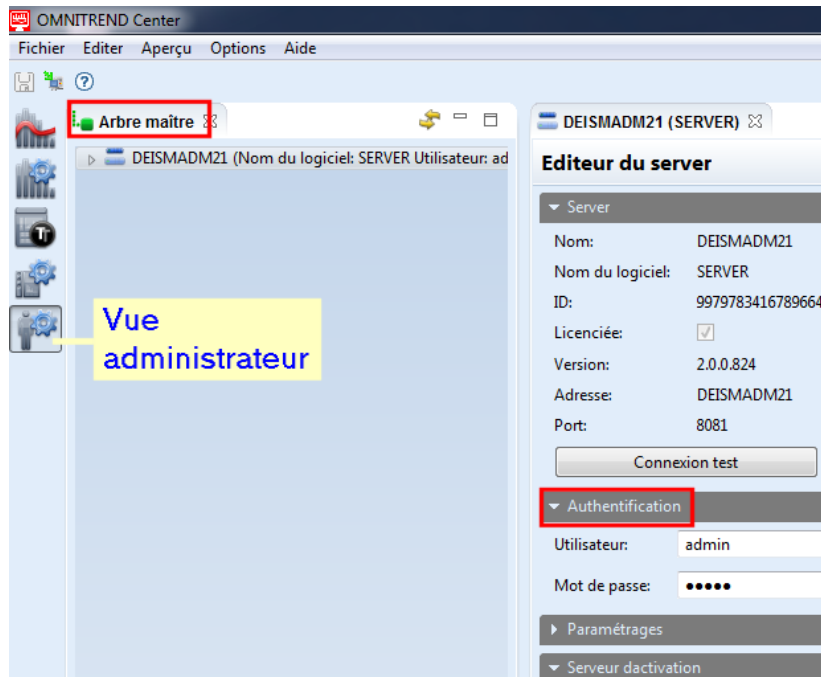 OMNITREND Center
Fichier Editer Aperçu Options Aide
Arbre maître
DEISMADM21 (Nom du logiciel: SERVER Utilisateur: ad
Vue
administrateur
DEISMADM21 (SERVER)
Editeur du server
Server
Nom: DEISMADM21
Nom du logiciel: SERVER
ID: 9979783416789664
Licenciée:
Version: 2.0.0.824
Adresse: DEISMADM21
Port: 8081
Connexion test
Authentification
Utilisateur: admin
Mot de passe: •••••
Paramétrages
Serveur dactivation